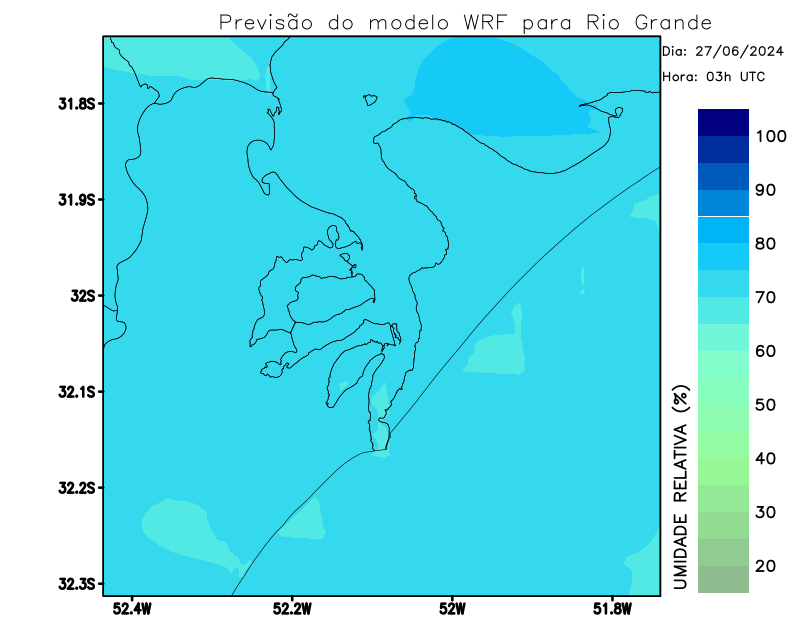 Previsão do modelo WRF para Rio Grande
Dia: 27/06/2024
Hora: 03h UTC
31.8S
31.9S
32S
32.1S
32.2S
32.3S
52.4W
52.2W
52W
51.8W
100
90
80
70
60
50
40
30
20
UMIDADE RELATIVA (%)